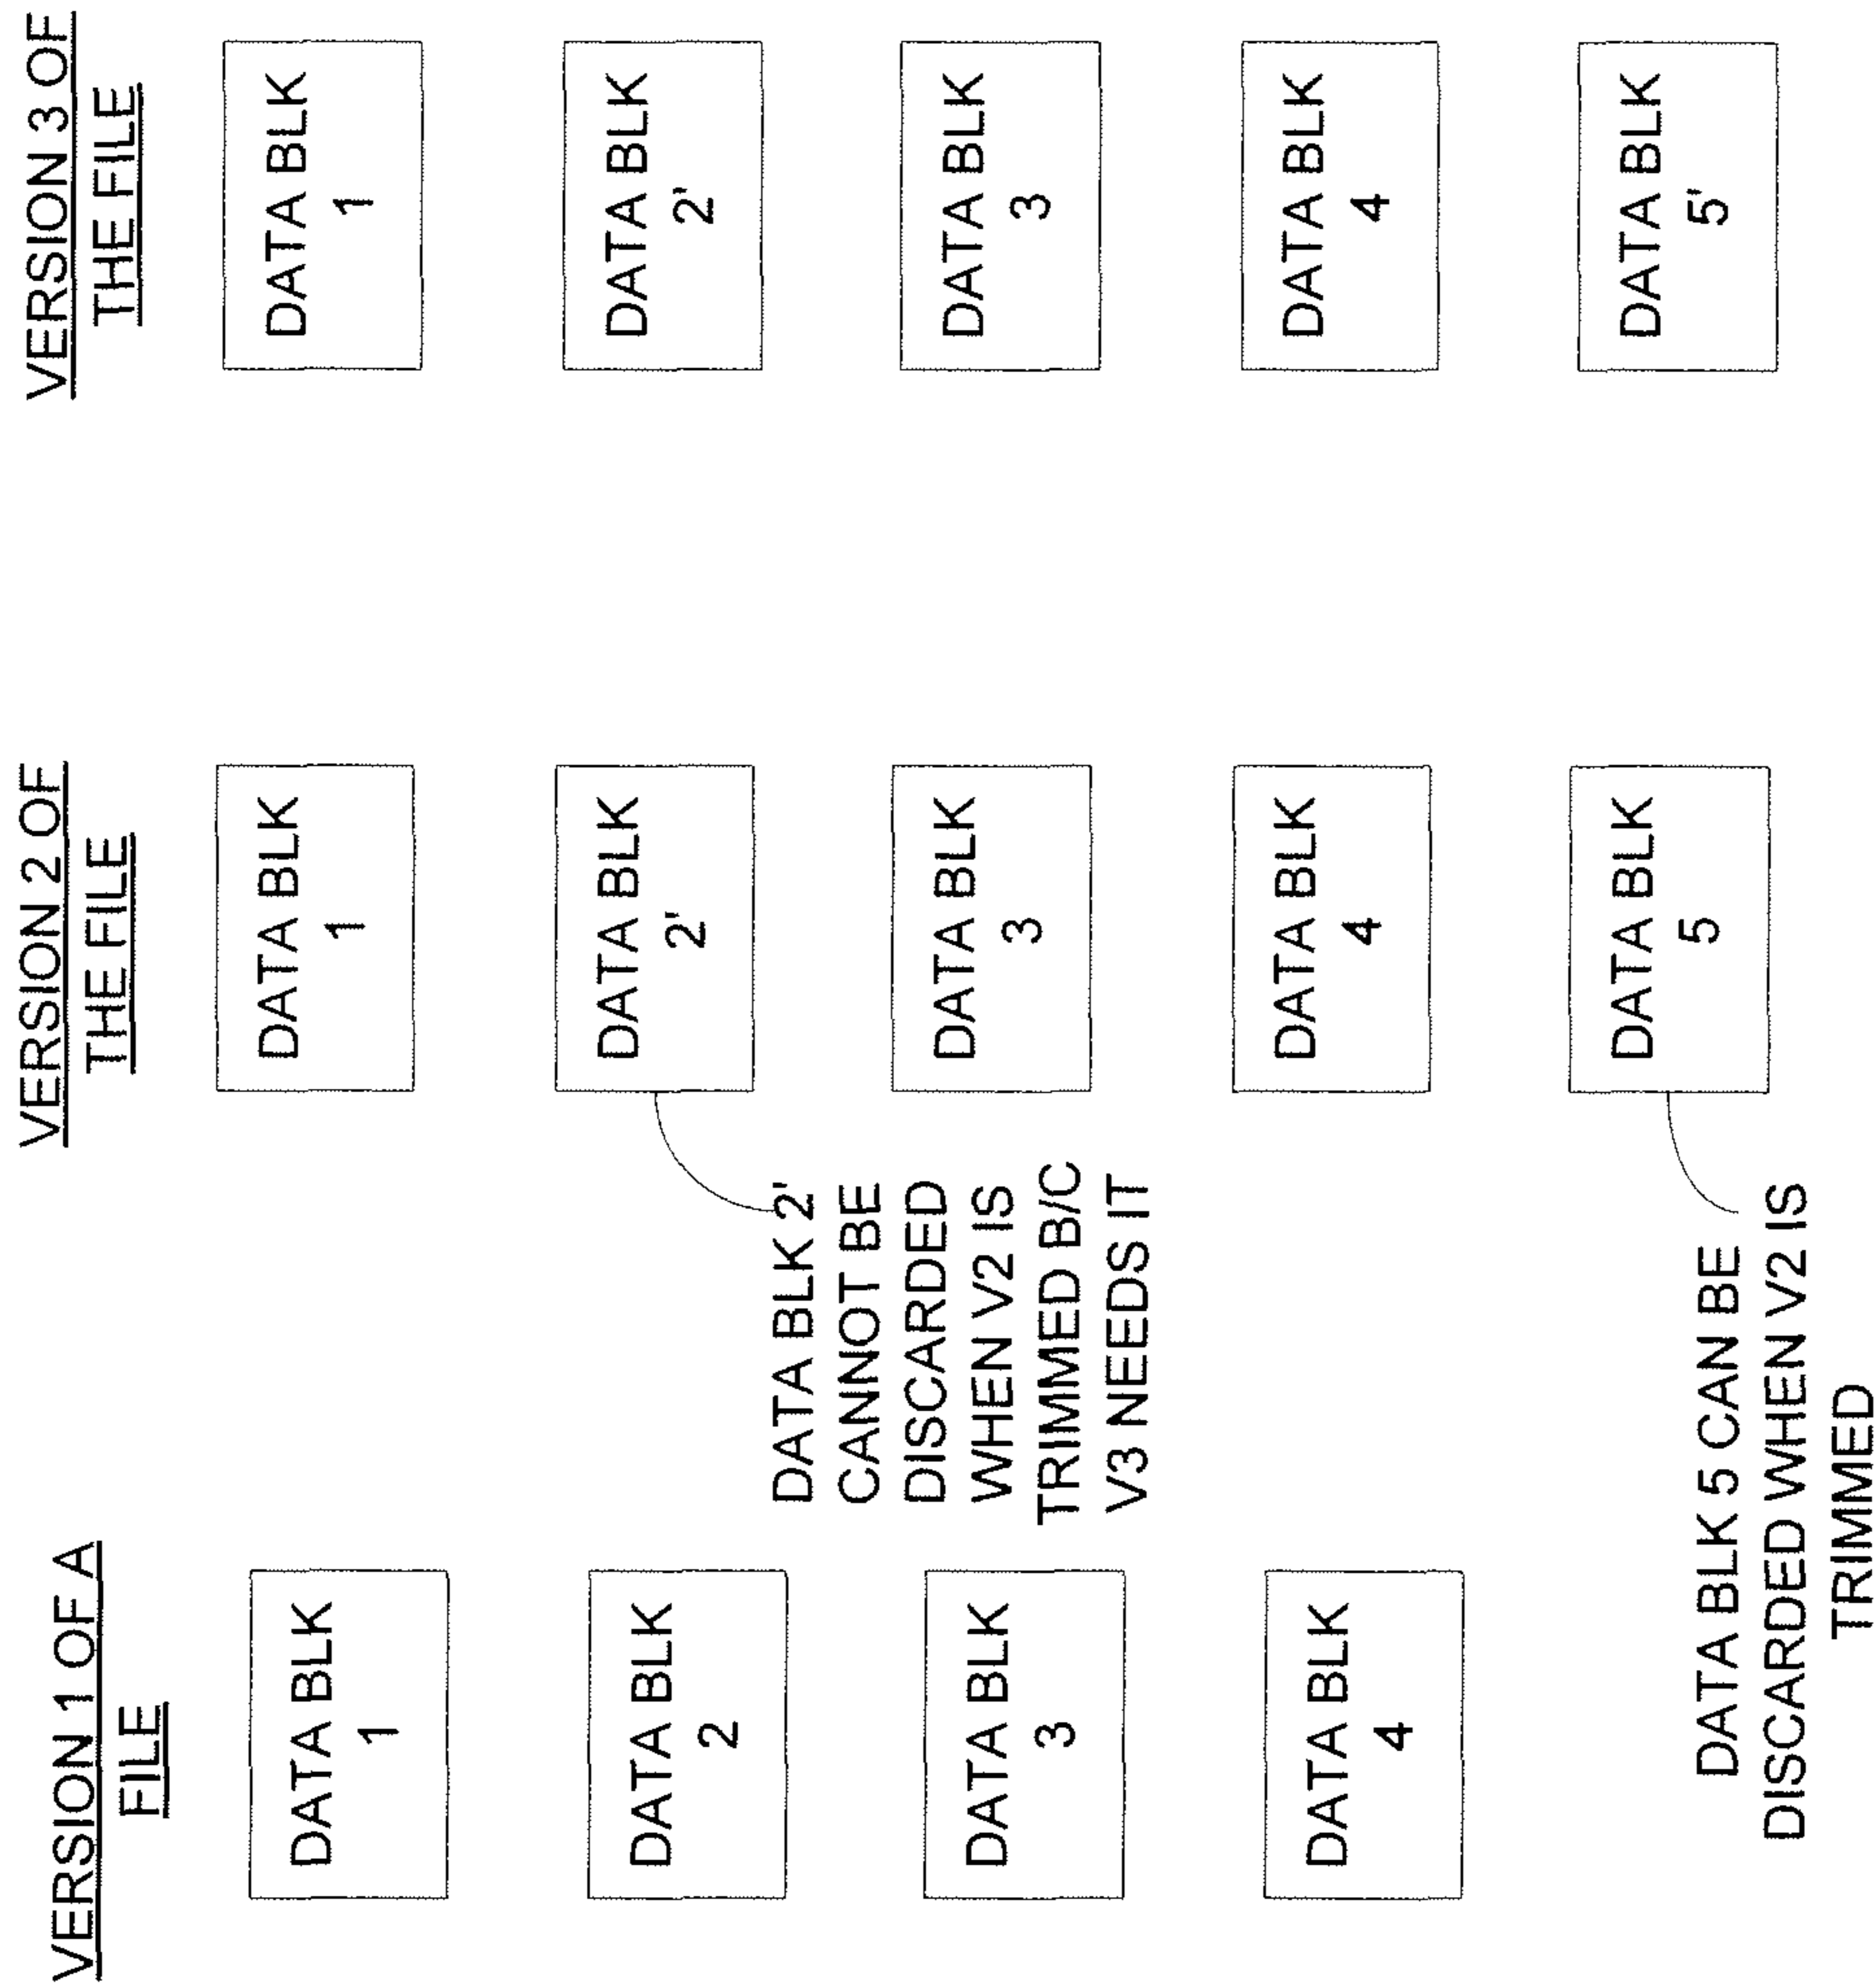 VERSION 1 OF A
FILE
DATA BLK
1
DATA BLK
2
DATA BLK
3
DATA BLK
4
VERSION 2 OF
THE FILE
DATA BLK
1
DATA BLK
2'
DATA BLK
3
DATA BLK
4
DATA BLK
5
DATA BLK 2'
CANNOT BE
DISCARDED
WHEN V2 IS
TRIMMED B/C
V3 NEEDS IT
DATA BLK 5 CAN BE
DISCARDED WHEN V2 IS
TRIMMED
VERSION 3 OF
THE FILE
DATA BLK
1
DATA BLK
2'
DATA BLK
3
DATA BLK
4
DATA BLK
5'